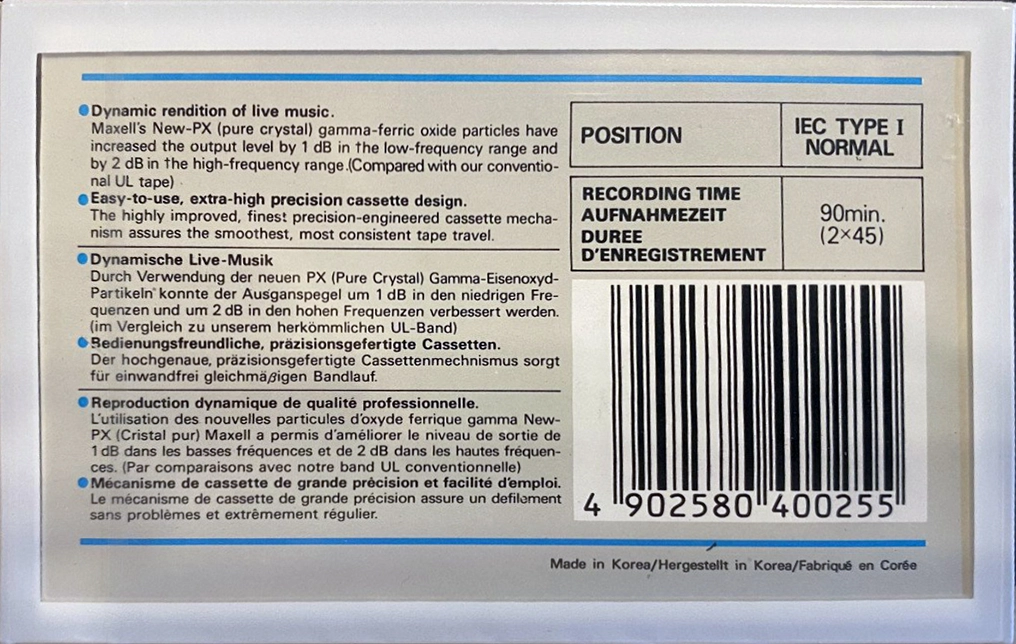 Dynamic rendition of live music.
Maxell's New-PX (pure crystal) gamma-ferric oxide particles have
increased the output level by 1 dB in the low-frequency range and
by 2 dB in the high-frequency range.(Compared with our conventio-
nal UL tape)
Easy-to-use, extra-high precision cassette design.
The highly improved, finest precision-engineered cassette mecha-
nism assures the smoothest, most consistent tape travel.
Dynamische Live-Musik
Durch Verwendung der neuen PX (Pure Crystal) Gamma-Eisenoxyd-
Partikeln konnte der Ausganspegel um 1 dB in den niedrigen Fre-
quenzen und um 2 dB in den hohen Frequenzen verbessert werden.
(im Vergleich zu unserem herkömmlichen UL-Band)
Bedienungsfreundliche, präzisionsgefertigte Cassetten.
Der hochgenaue, präzisionsgefertigte Cassettenmechnismus sorgt
für einwandfrei gleichmäßigen Bandlauf.
Reproduction dynamique de qualité professionnelle.
L'utilisation des nouvelles particules d'oxyde ferrique gamma New-
PX (Cristal pur) Maxell a permis d'améliorer le niveau de sortie de
1 dB dans les basses fréquences et de 2 dB dans les hautes fréquen-
ces. (Par comparaisons avec notre band UL conventionnelle)
Mécanisme de cassette de grande précision et facilité d'emploi.
Le mécanisme de cassette de grande précision assure un defilement
sans problèmes et extrêmement régulier.
POSITION
IEC TYPE I
NORMAL
RECORDING TIME
AUFNAHMEZEIT
DUREE
D'ENREGISTREMENT
90min.
(2×45)
4 902580 400255
Made in Korea/Hergestellt in Korea/Fabriqué en Corée